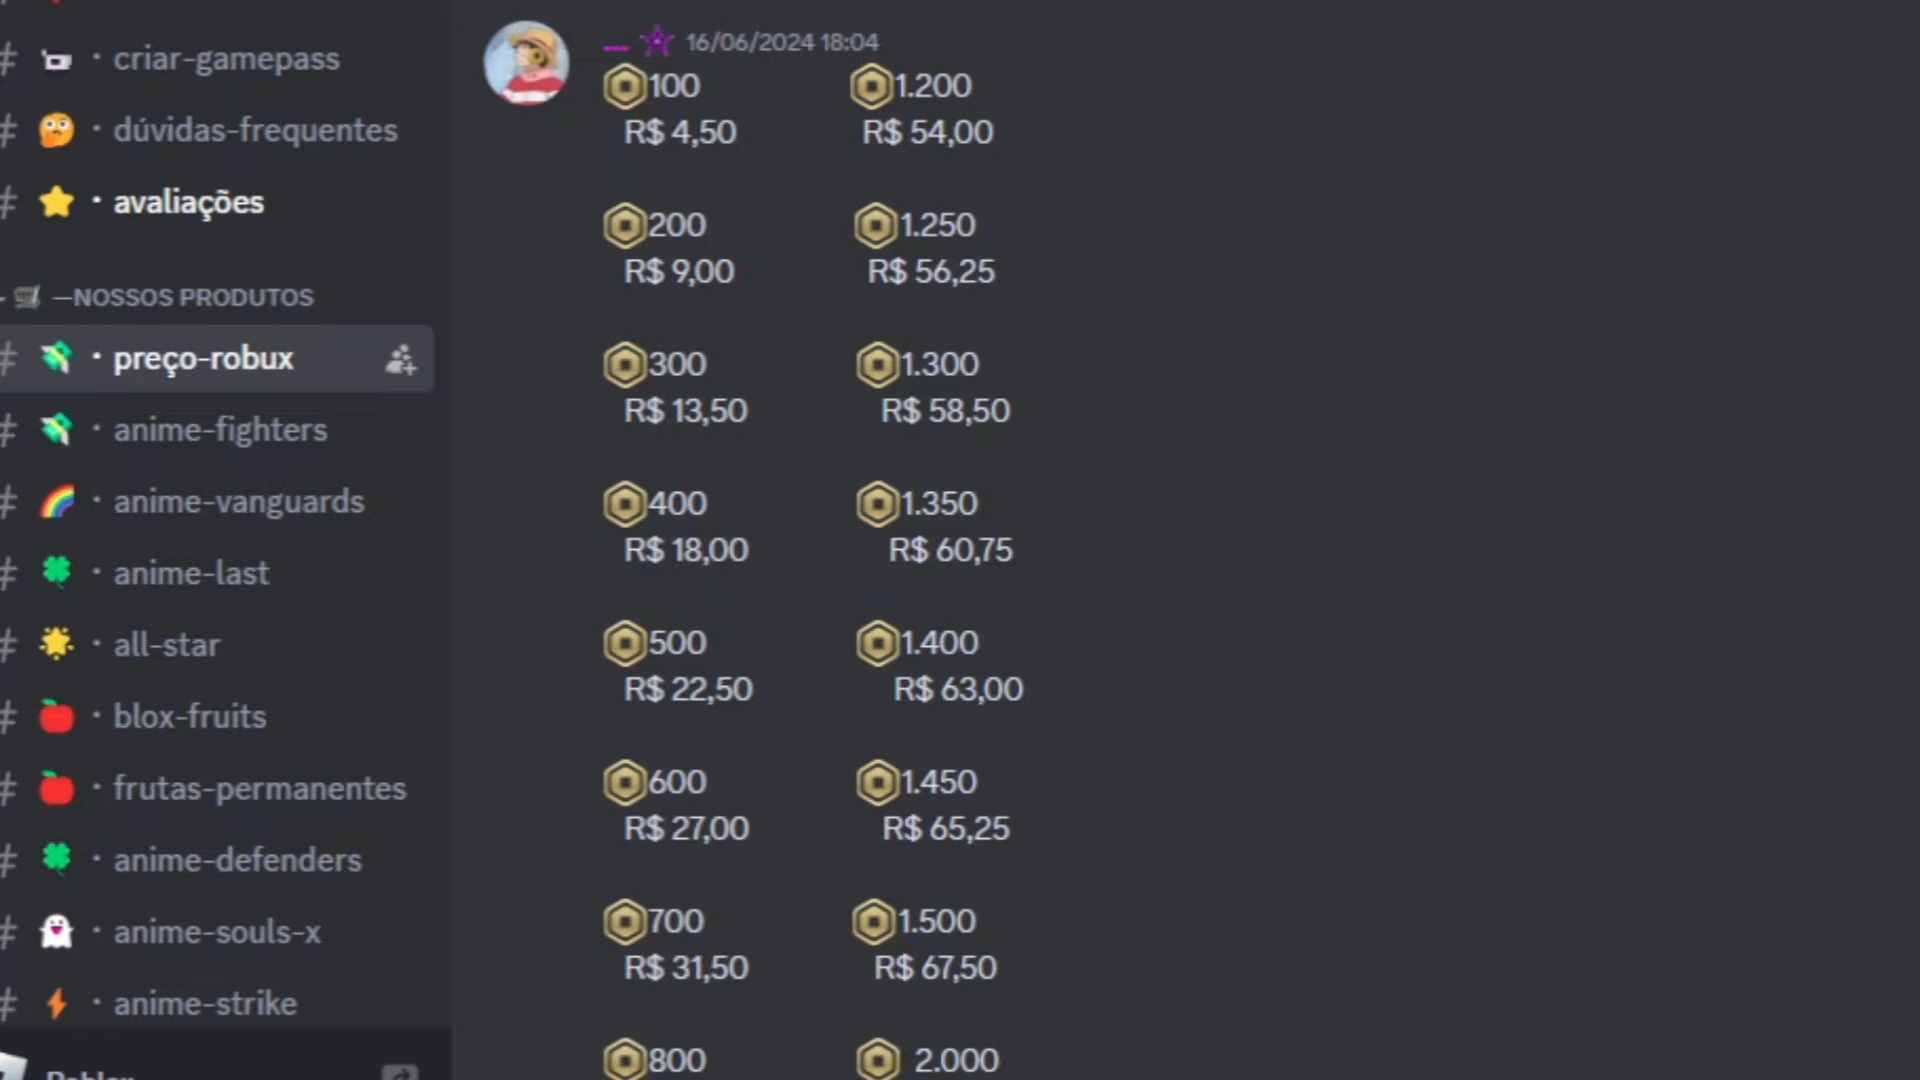 # · criar-gamepass
# · dúvidas-frequentes
# · avaliações
—NOSSOS PRODUTOS
# · preço-robux
# · anime-fighters
# · anime-vanguards
# · anime-last
# · all-star
# · blox-fruits
# · frutas-permanentes
# · anime-defenders
# · anime-souls-x
# · anime-strike
16/06/2024 18:04
100 1.200
R$ 4,50 R$ 54,00
200 1.250
R$ 9,00 R$ 56,25
300 1.300
R$ 13,50 R$ 58,50
400 1.350
R$ 18,00 R$ 60,75
500 1.400
R$ 22,50 R$ 63,00
600 1.450
R$ 27,00 R$ 65,25
700 1.500
R$ 31,50 R$ 67,50
800 2.000